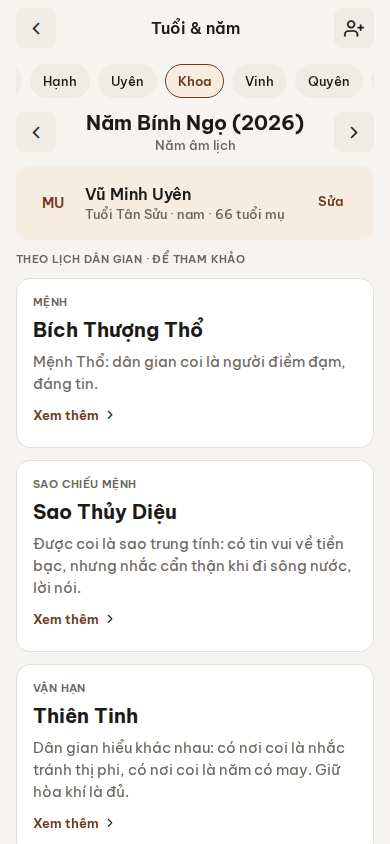 Tuổi & năm
Hạnh
Uyên
Khoa
Vinh
Quyên
Năm Bính Ngọ (2026)
Năm âm lịch
MU
Vũ Minh Uyên
Tuổi Tân Sửu · nam · 66 tuổi mụ
Sửa
THEO LỊCH DÂN GIAN · ĐỂ THAM KHẢO
MỆNH
Bích Thượng Thổ
Mệnh Thổ: dân gian coi là người điềm đạm,
đáng tin.
Xem thêm
SAO CHIẾU MỆNH
Sao Thủy Diệu
Được coi là sao trung tính: có tin vui về tiền
bạc, nhưng nhắc cẩn thận khi đi sông nước,
lời nói.
Xem thêm
VẬN HẠN
Thiên Tinh
Dân gian hiểu khác nhau: có nơi coi là nhắc
tránh thị phi, có nơi coi là năm có may. Giữ
hòa khí là đủ.
Xem thêm